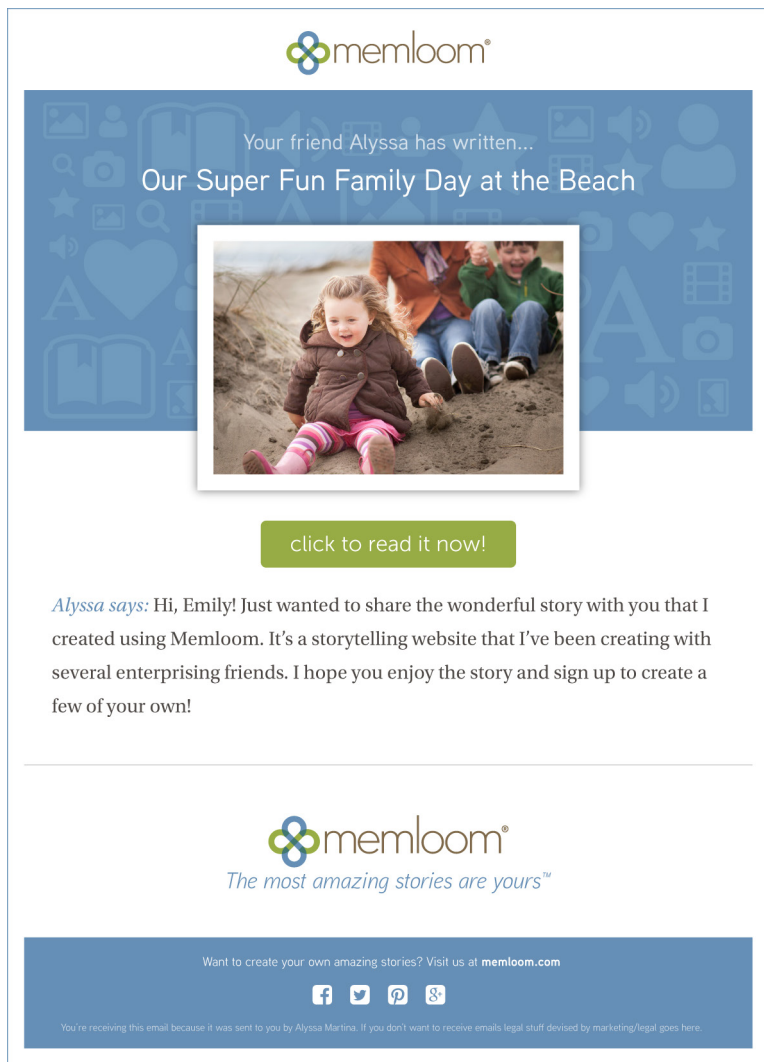 memloom®
Your friend Alyssa has written...
Our Super Fun Family Day at the Beach
click to read it now!
Alyssa says: Hi, Emily! Just wanted to share the wonderful story with you that I
created using Memloom. It’s a storytelling website that I’ve been creating with
several enterprising friends. I hope you enjoy the story and sign up to create a
few of your own!
memloom®
The most amazing stories are yours™
Want to create your own amazing stories? Visit us at memloom.com
You’re receiving this email because it was sent to you by Alyssa Martina. If you don’t want to receive emails legal stuff devised by marketing/legal goes here.